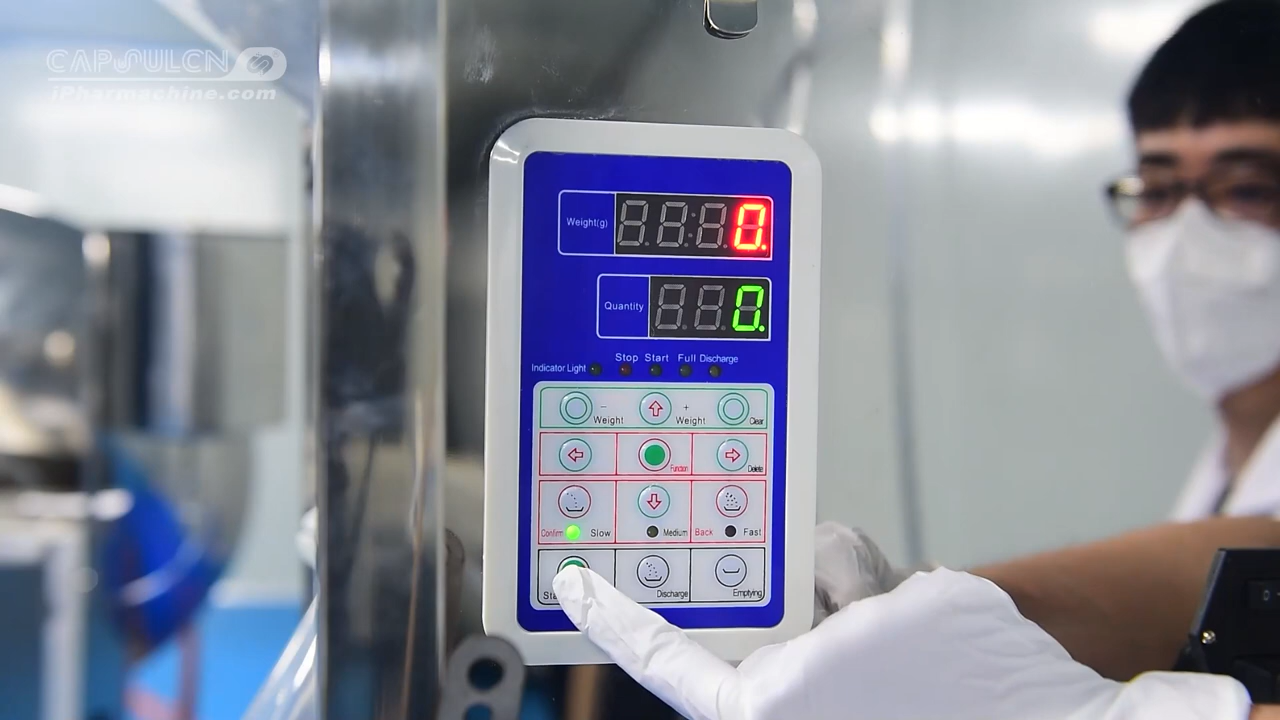 CAPSULCN
iPharmachine.com
Weight(g) 0.
Quantity 0.
Stop Start Full Discharge
Indicator Light
- Weight + Weight Clear
Function Delete
Confirm Slow Medium Back Fast
Discharge Emptying